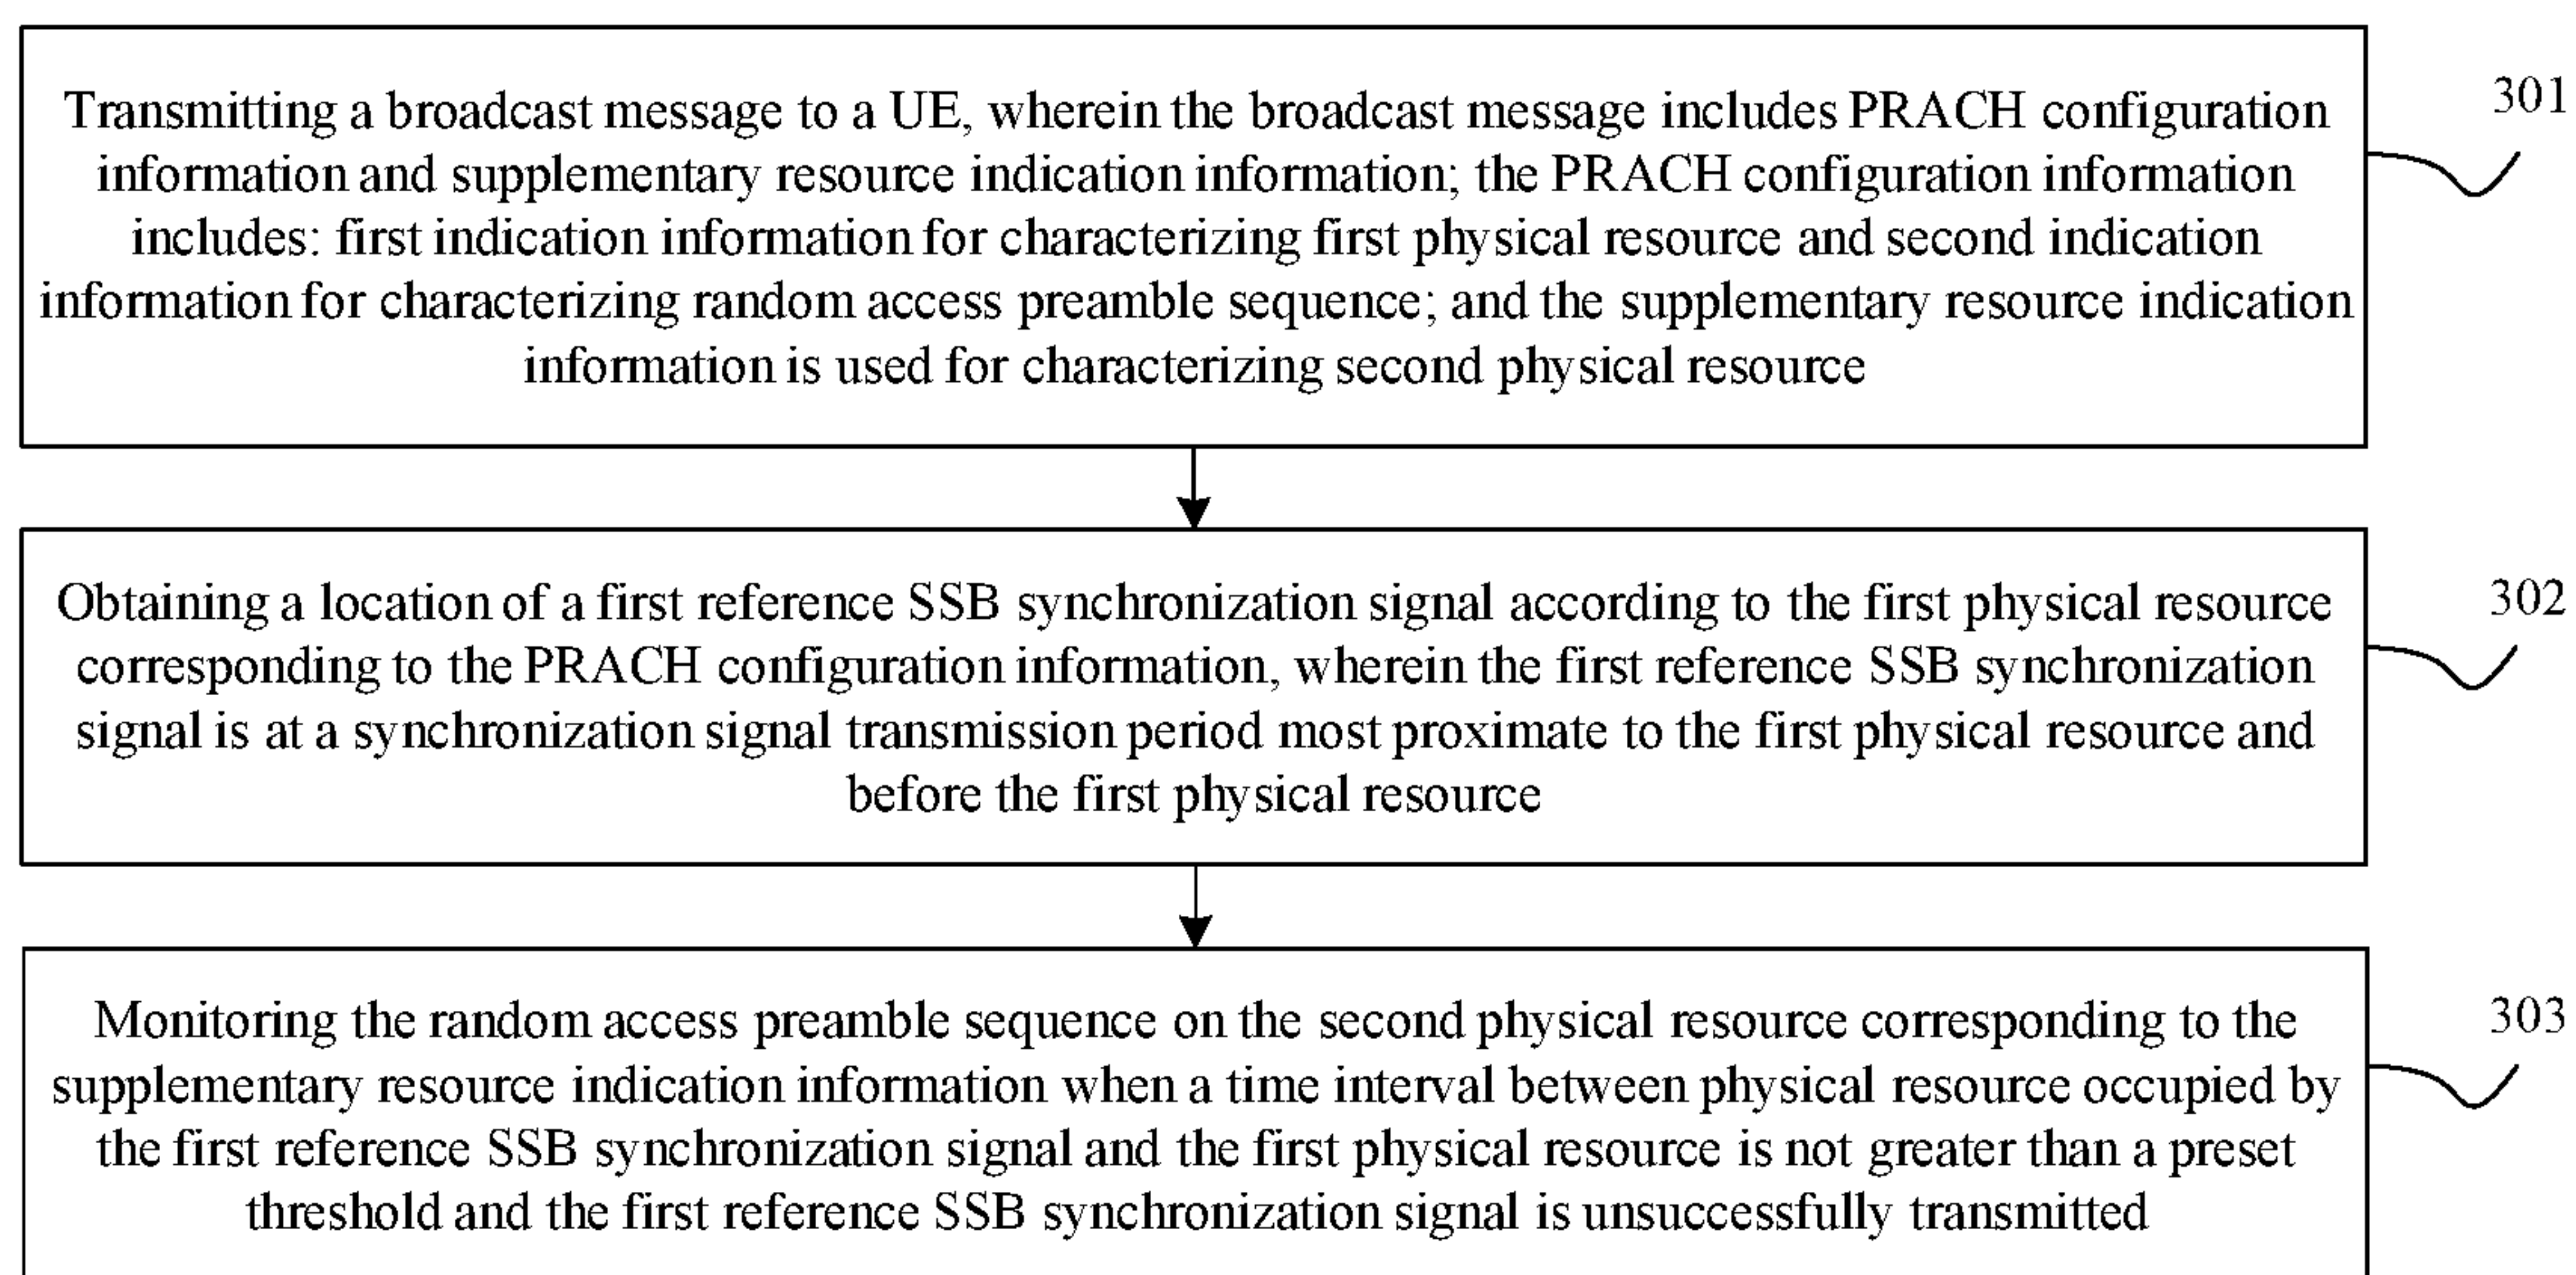 Transmitting a broadcast message to a UE, wherein the broadcast message includes PRACH configuration
information and supplementary resource indication information; the PRACH configuration information
includes: first indication information for characterizing first physical resource and second indication
information for characterizing random access preamble sequence; and the supplementary resource indication
information is used for characterizing second physical resource
301
Obtaining a location of a first reference SSB synchronization signal according to the first physical resource
corresponding to the PRACH configuration information, wherein the first reference SSB synchronization
signal is at a synchronization signal transmission period most proximate to the first physical resource and
before the first physical resource
302
Monitoring the random access preamble sequence on the second physical resource corresponding to the
supplementary resource indication information when a time interval between physical resource occupied by
the first reference SSB synchronization signal and the first physical resource is not greater than a preset
threshold and the first reference SSB synchronization signal is unsuccessfully transmitted
303